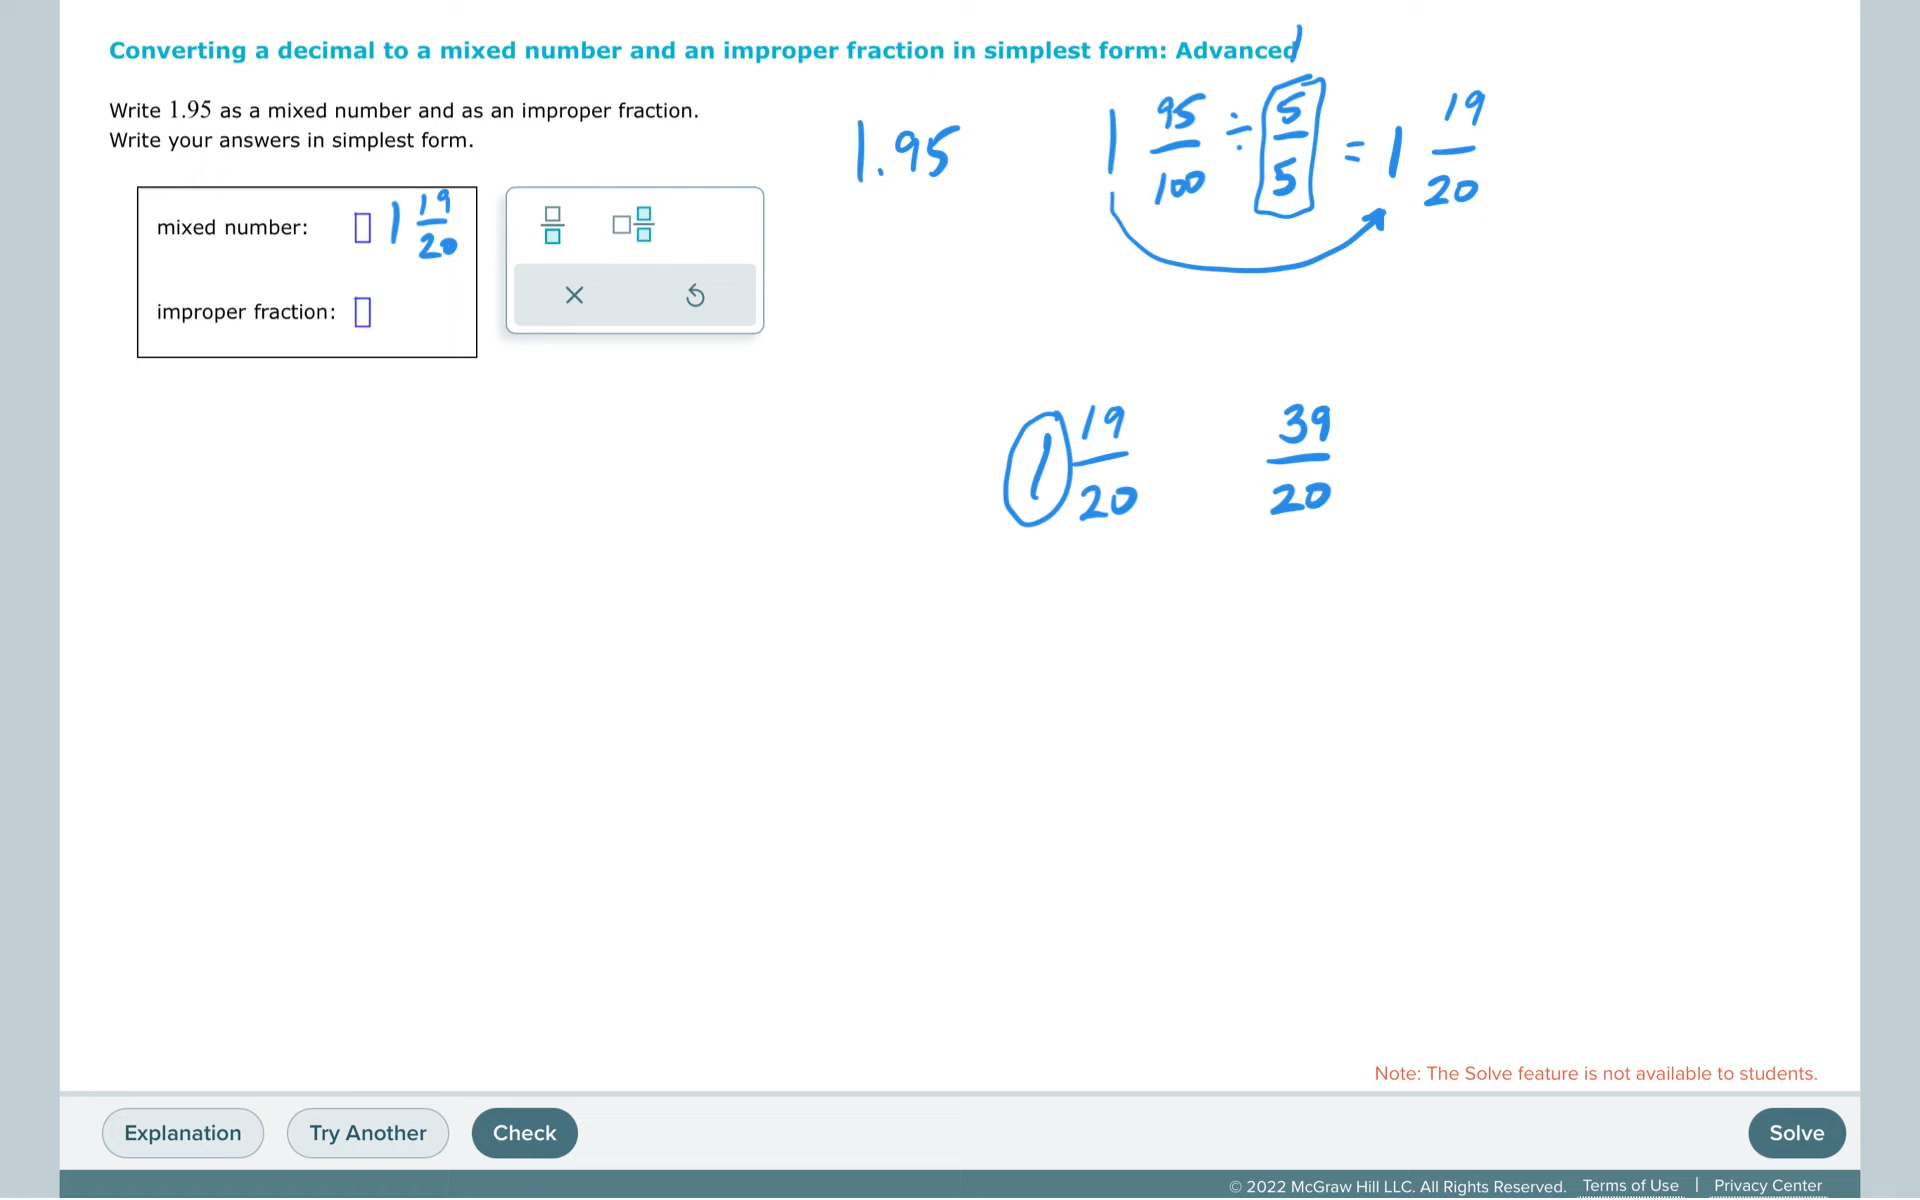 Converting a decimal to a mixed number and an improper fraction in simplest form: Advanced
Write 1.95 as a mixed number and as an improper fraction.
Write your answers in simplest form.
1.95
1 95/100 ÷ 5/5 = 1 19/20
mixed number: 1 19/20
improper fraction:
1 19/20
39/20
Note: The Solve feature is not available to students.
Explanation
Try Another
Check
Solve
© 2022 McGraw Hill LLC. All Rights Reserved. Terms of Use | Privacy Center